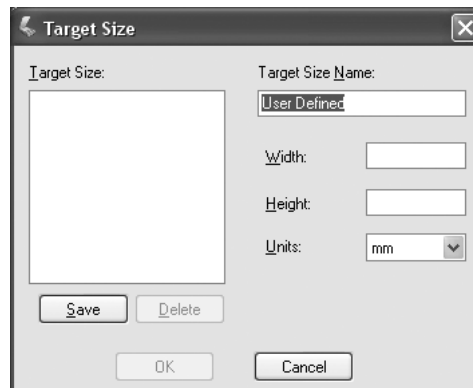 Target Size
Target Size:
Target Size Name:
User Defined
Width:
Height:
Units:
mm
Save
Delete
OK
Cancel